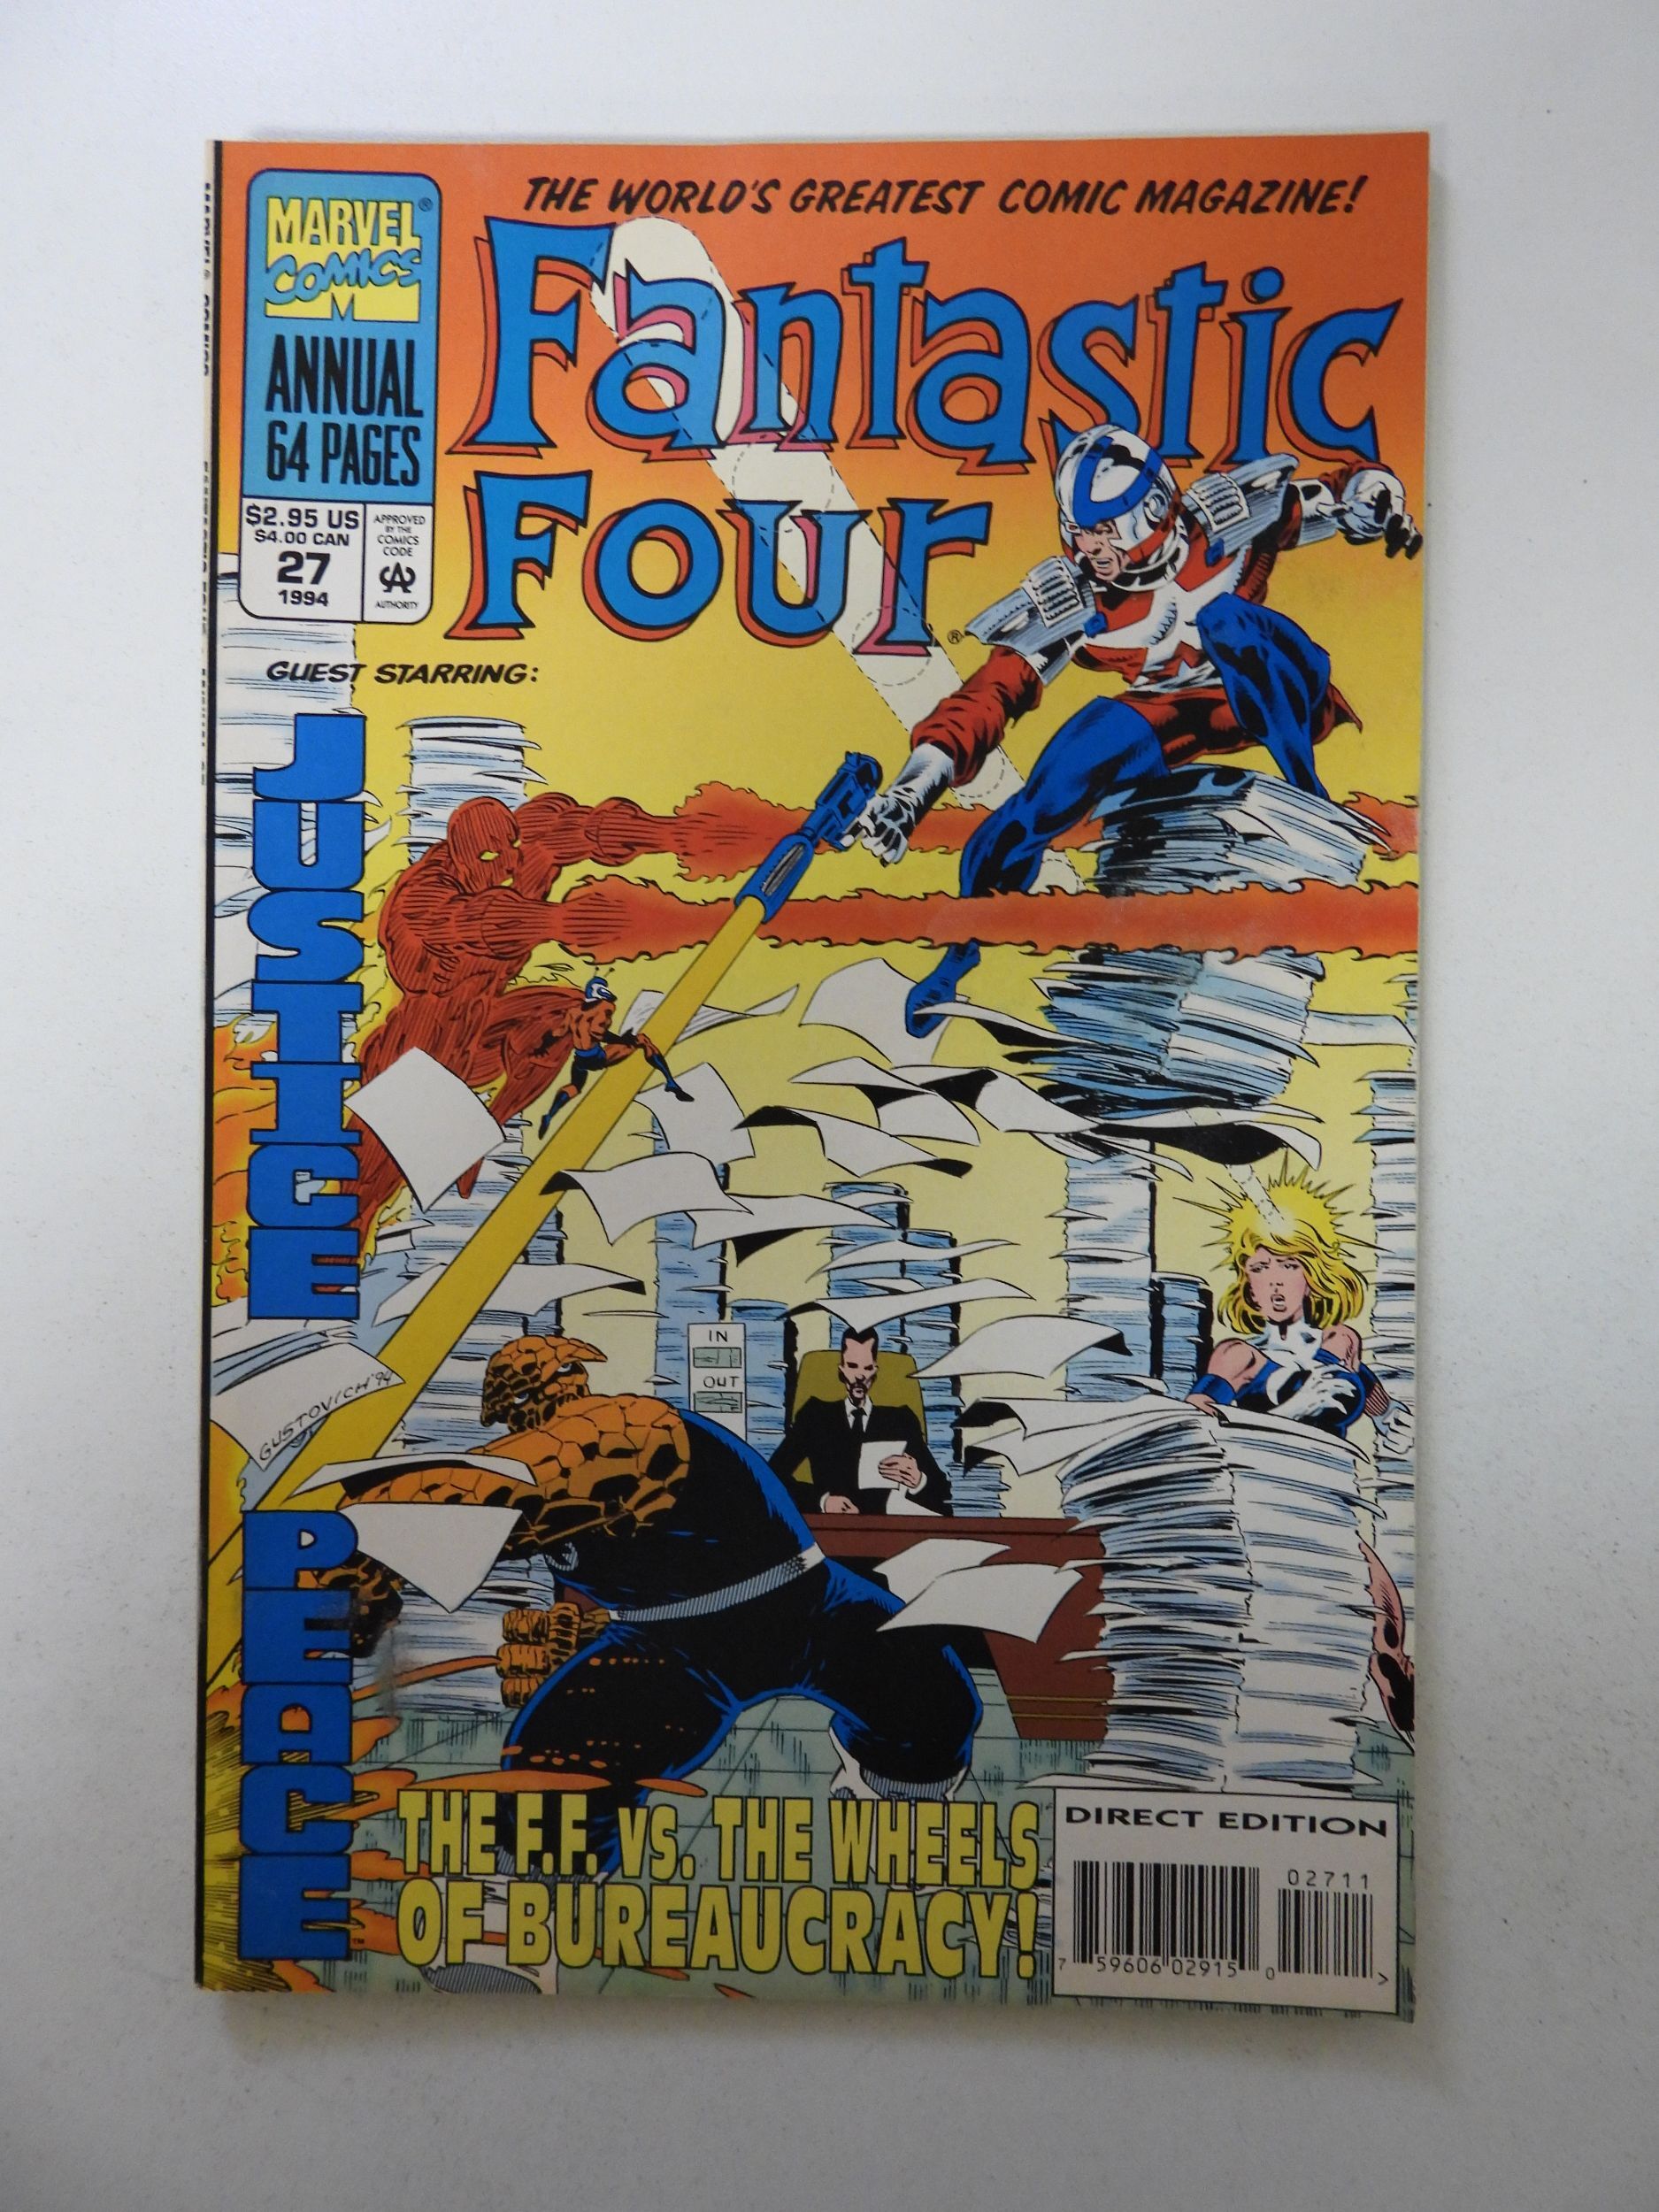 THE WORLD'S GREATEST COMIC MAGAZINE!
MARVEL®
COMICS
M
ANNUAL
64 PAGES
$2.95 US
$4.00 CAN
27
1994
APPROVED
BY THE
COMICS
CODE
CA
AUTHORITY
Fantastic
Four®
GUEST STARRING:
JUSTICE
PEACE™
IN
OUT
GUSTOVICH '94
THE F.F. VS. THE WHEELS
OF BUREAUCRACY!
DIRECT EDITION
02711
7 59606 02915 0 >